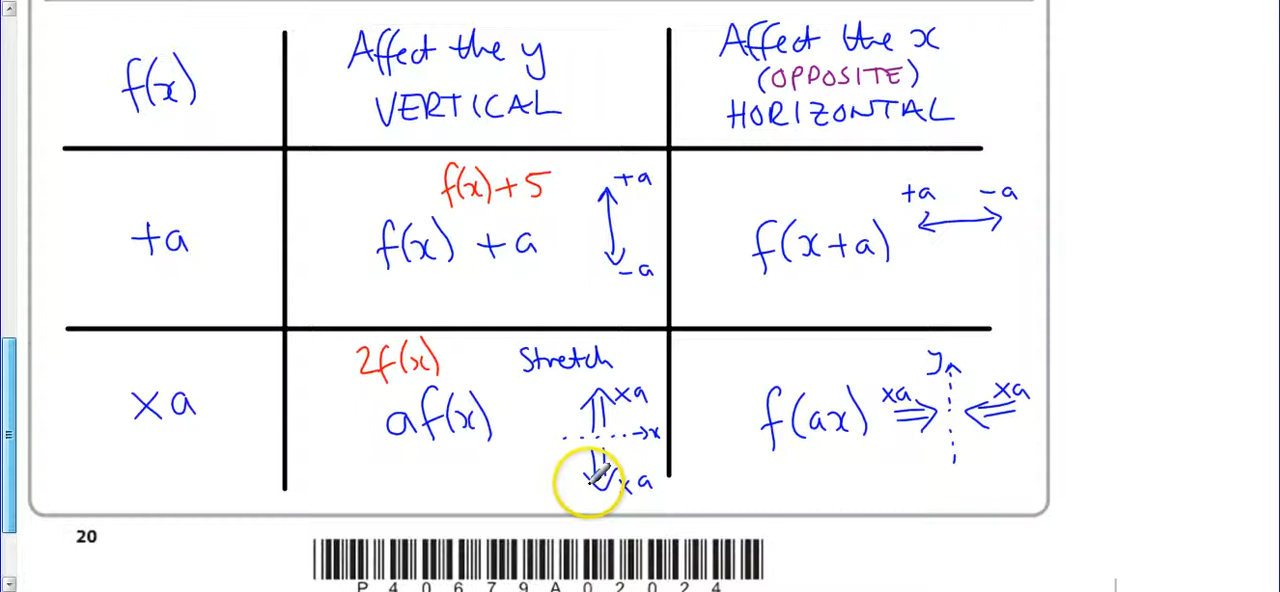 f(x)
Affect the y
VERTICAL
Affect the x
(OPPOSITE)
HORIZONTAL
+a
f(x)+5
f(x) +a
+a
-a
f(x+a)
+a -a
xa
2f(x)
af(x)
Stretch
xa
x
xa
f(ax)
xa
y
xa
20
P 4 0 6 7 9 A 0 2 0 2 4